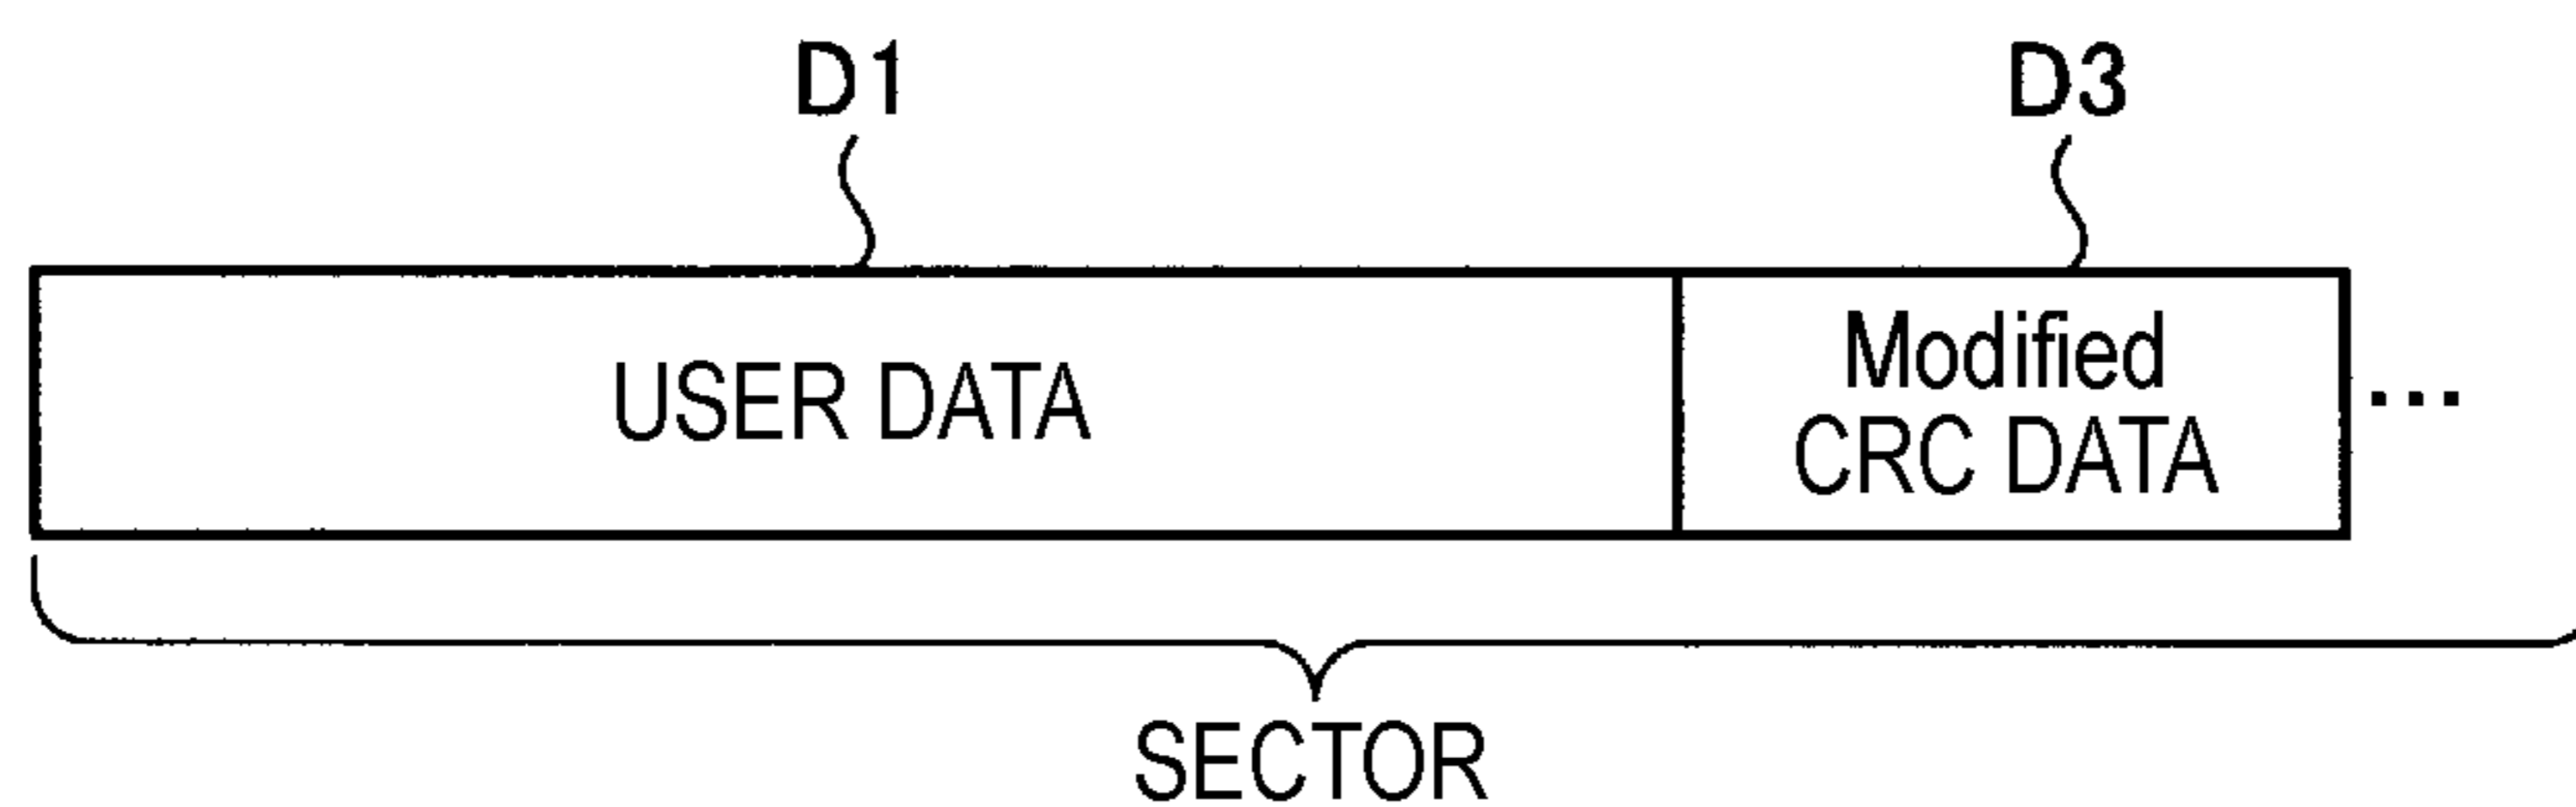 D1
D3
USER DATA
Modified
CRC DATA
...
SECTOR